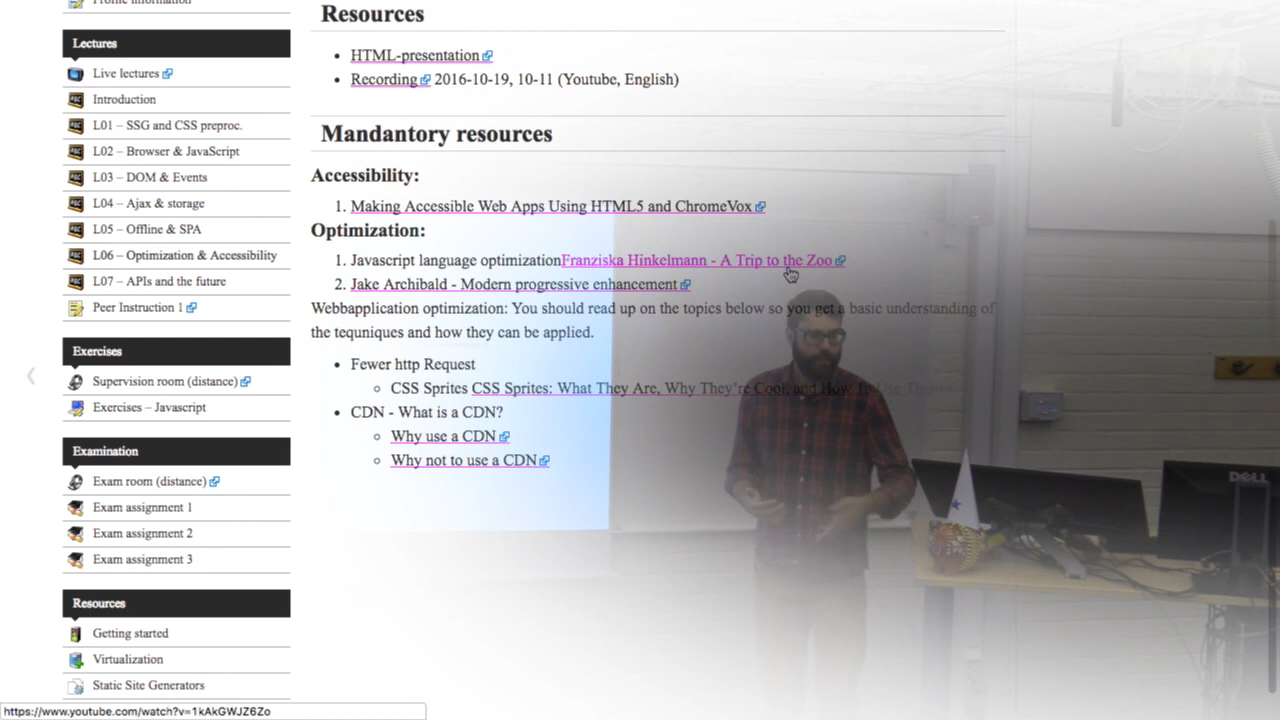 Profile information
Lectures
Live lectures
Introduction
L01 – SSG and CSS preproc.
L02 – Browser & JavaScript
L03 – DOM & Events
L04 – Ajax & storage
L05 – Offline & SPA
L06 – Optimization & Accessibility
L07 – APIs and the future
Peer Instruction 1
Exercises
Supervision room (distance)
Exercises – Javascript
Examination
Exam room (distance)
Exam assignment 1
Exam assignment 2
Exam assignment 3
Resources
Getting started
Virtualization
Static Site Generators
Resources
• HTML-presentation
• Recording 2016-10-19, 10-11 (Youtube, English)
Mandantory resources
Accessibility:
1. Making Accessible Web Apps Using HTML5 and ChromeVox
Optimization:
1. Javascript language optimizationFranziska Hinkelmann - A Trip to the Zoo
2. Jake Archibald - Modern progressive enhancement
Webbapplication optimization: You should read up on the topics below so you get a basic understanding of
the tequniques and how they can be applied.
• Fewer http Request
◦ CSS Sprites CSS Sprites: What They Are, Why They're Cool, and How To Use Them
• CDN - What is a CDN?
◦ Why use a CDN
◦ Why not to use a CDN
DELL
https://www.youtube.com/watch?v=1kAkGWJZ6Zo